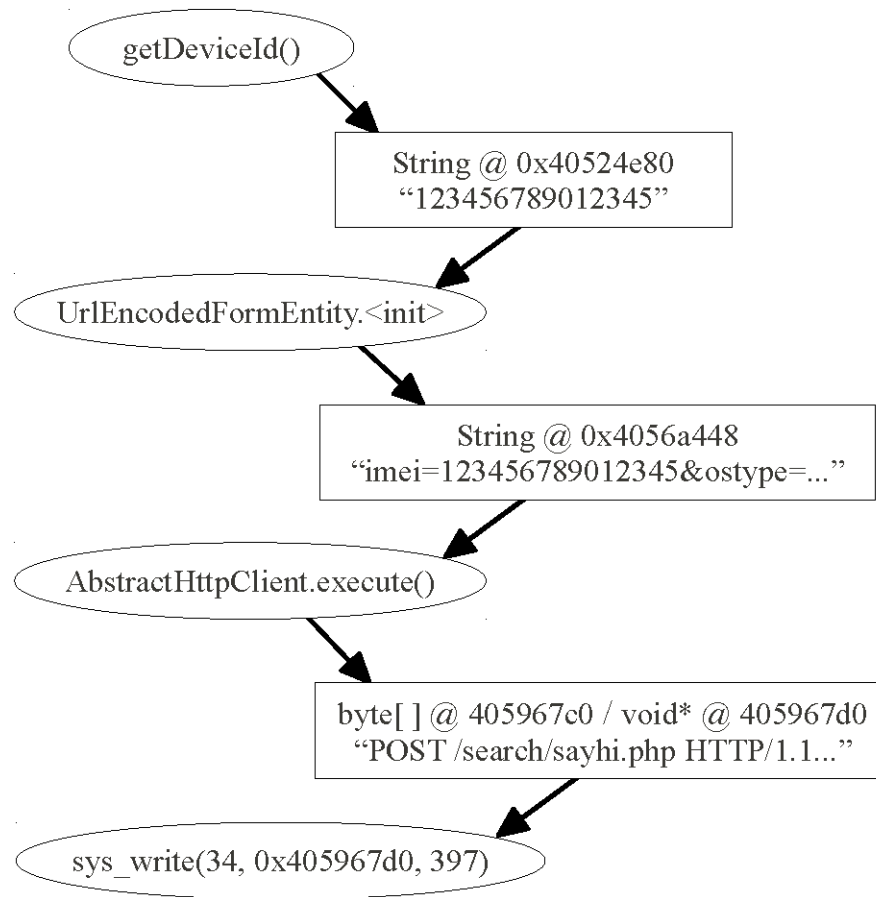 getDeviceId()
String @ 0x40524e80
“123456789012345”
UrlEncodedFormEntity.<init>
String @ 0x4056a448
“imei=123456789012345&ostype=...”
AbstractHttpClient.execute()
byte[ ] @ 405967c0 / void* @ 405967d0
“POST /search/sayhi.php HTTP/1.1...”
sys_write(34, 0x405967d0, 397)